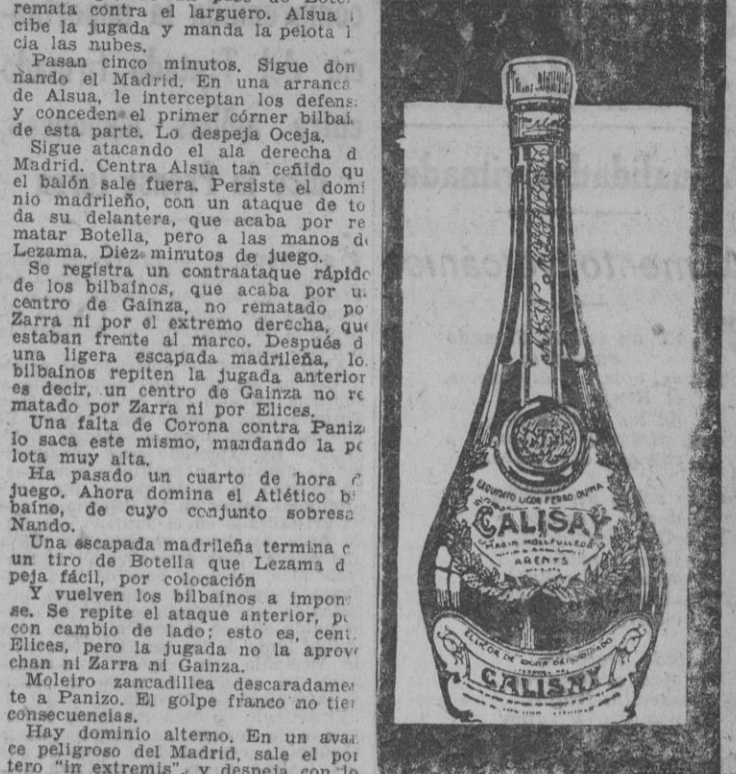 remata contra el larguero. Alsua
cibe la jugada y manda la pelota
cia las nubes.
Pasan cinco minutos. Sigue dom
nando el Madrid. En una arranca
de Alsua, le interceptan los defens
y conceden el primer córner bilbaí
de esta parte. Lo despeja Oceja.
Sigue atacando el ala derecha d
Madrid. Centra Alsua tan ceñido qu
el balón sale fuera. Persiste el domi
nio madrileño, con un ataque de to
da su delantera, que acaba por re
matar Botella, pero a las manos de
Lezama. Diez minutos de juego.
Se registra un contraataque rápido
de los bilbaínos, que acaba por u
centro de Gainza, no rematado po
Zarra ni por el extremo derecha, que
estaban frente al marco. Después d
una ligera escapada madrileña, lo
bilbaínos repiten la jugada anterior
es decir, un centro de Gainza no re
matado por Zarra ni por Elices.
Una falta de Corona contra Panizo
lo saca este mismo, mandando la pe
lota muy alta.
Ha pasado un cuarto de hora
juego. Ahora domina el Atlético b
baíno, de cuyo conjunto sobresa
Nando.
Una escapada madrileña termina c
un tiro de Botella que Lezama d
peja fácil, por colocación
Y vuelven los bilbaínos a impon
se. Se repite el ataque anterior, p
con cambio de lado; esto es, cent
Elices, pero la jugada no la aprov
chan ni Zarra ni Gainza.
Moleiro zancadillea descaradame
te a Panizo. El golpe franco no tie
consecuencias.
Hay dominio alterno. En un ava
ce peligroso del Madrid, sale el por
tero "in extremis", y despeja con lo
EXQUISITO LICOR
CALISAY
MAGIN MOLLFULLEDA
ARENYS
ELIXIR DE
CALISAY